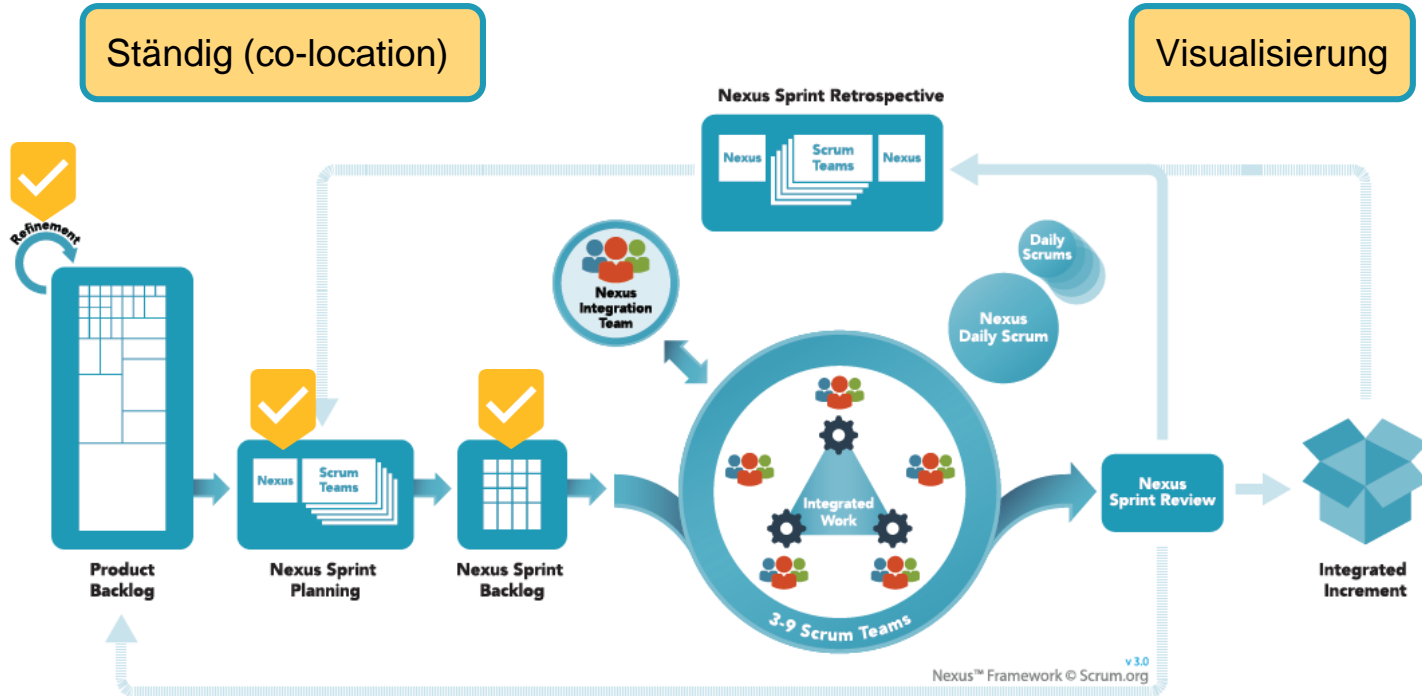 Ständig (co-location)
Visualisierung
Nexus Sprint Retrospective
Nexus
Scrum
Teams
Nexus
Refinement
Nexus
Integration
Team
Daily
Scrums
Nexus
Daily Scrum
Nexus
Scrum
Teams
Integrated
Work
Nexus
Sprint Review
Product
Backlog
Nexus Sprint
Planning
Nexus Sprint
Backlog
Integrated
Increment
3-9 Scrum Teams
v 3.0
Nexus™ Framework © Scrum.org